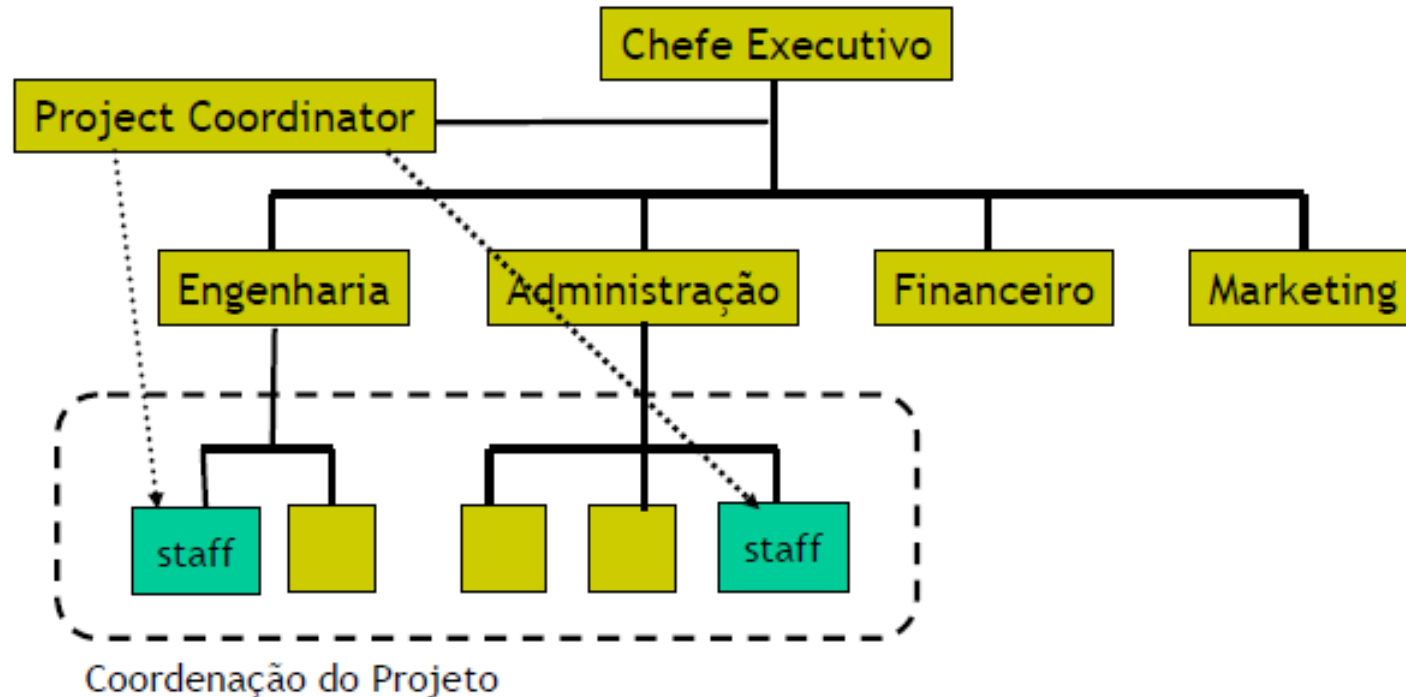 Chefe Executivo
Project Coordinator
Engenharia
Administração
Financeiro
Marketing
staff
staff
Coordenação do Projeto